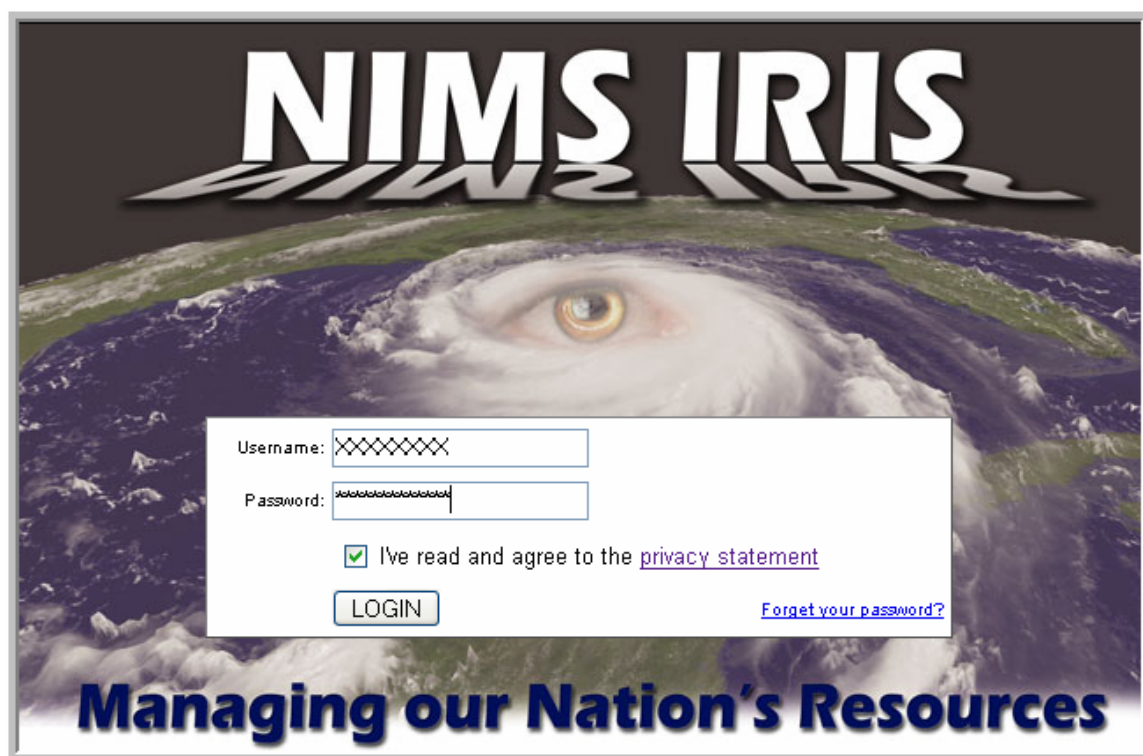 NIMS IRIS
Username: XXXXXXXXX
Password: **************
I've read and agree to the privacy statement
LOGIN Forget your password?
Managing our Nation's Resources